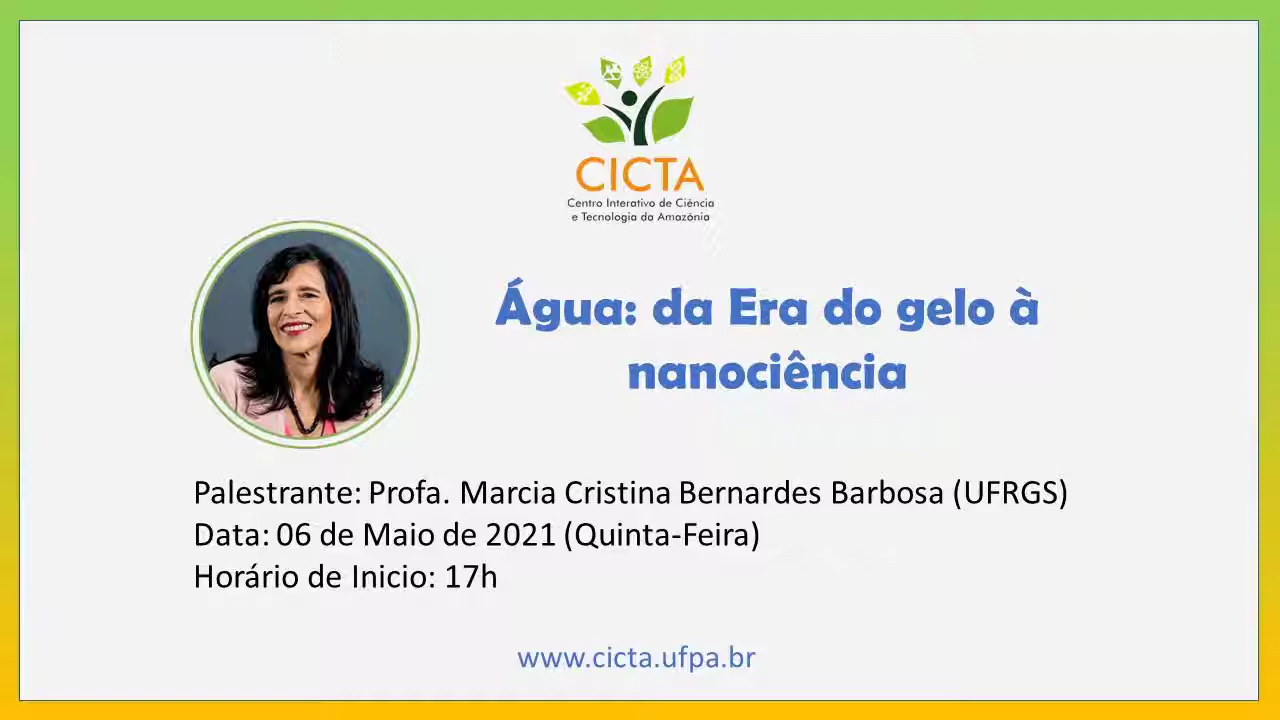 CICTA
Centro Interativo de Ciência
e Tecnologia da Amazônia
Água: da Era do gelo à
nanociência
Palestrante: Profa. Marcia Cristina Bernardes Barbosa (UFRGS)
Data: 06 de Maio de 2021 (Quinta-Feira)
Horário de Inicio: 17h
www.cicta.ufpa.br